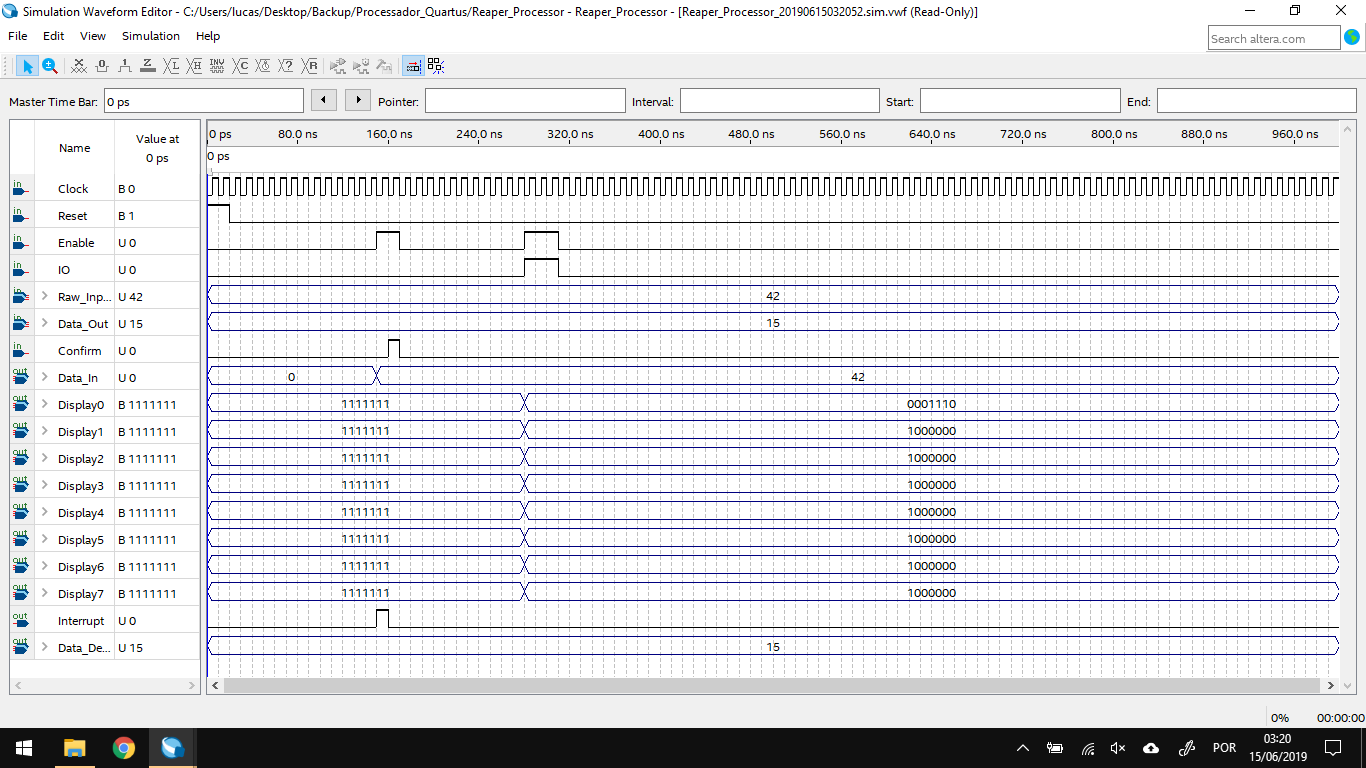 Simulation Waveform Editor - C:/Users/lucas/Desktop/Backup/Processador_Quartus/Reaper_Processor - Reaper_Processor - [Reaper_Processor_20190615032052.sim.vwf (Read-Only)]
File Edit View Simulation Help
Search altera.com
Master Time Bar: 0 ps Pointer: Interval: Start: End:
Name Value at 0 ps
0 ps 80.0 ns 160.0 ns 240.0 ns 320.0 ns 400.0 ns 480.0 ns 560.0 ns 640.0 ns 720.0 ns 800.0 ns 880.0 ns 960.0 ns
0 ps
in Clock B 0
in Reset B 1
in Enable U 0
in IO U 0
in Raw_Inp... U 42 42
in Data_Out U 15 15
in Confirm U 0
out Data_In U 0 0 42
out Display0 B 1111111 1111111 0001110
out Display1 B 1111111 1111111 1000000
out Display2 B 1111111 1111111 1000000
out Display3 B 1111111 1111111 1000000
out Display4 B 1111111 1111111 1000000
out Display5 B 1111111 1111111 1000000
out Display6 B 1111111 1111111 1000000
out Display7 B 1111111 1111111 1000000
out Interrupt U 0
out Data_De... U 15 15
0% 00:00:00
POR 03:20
15/06/2019